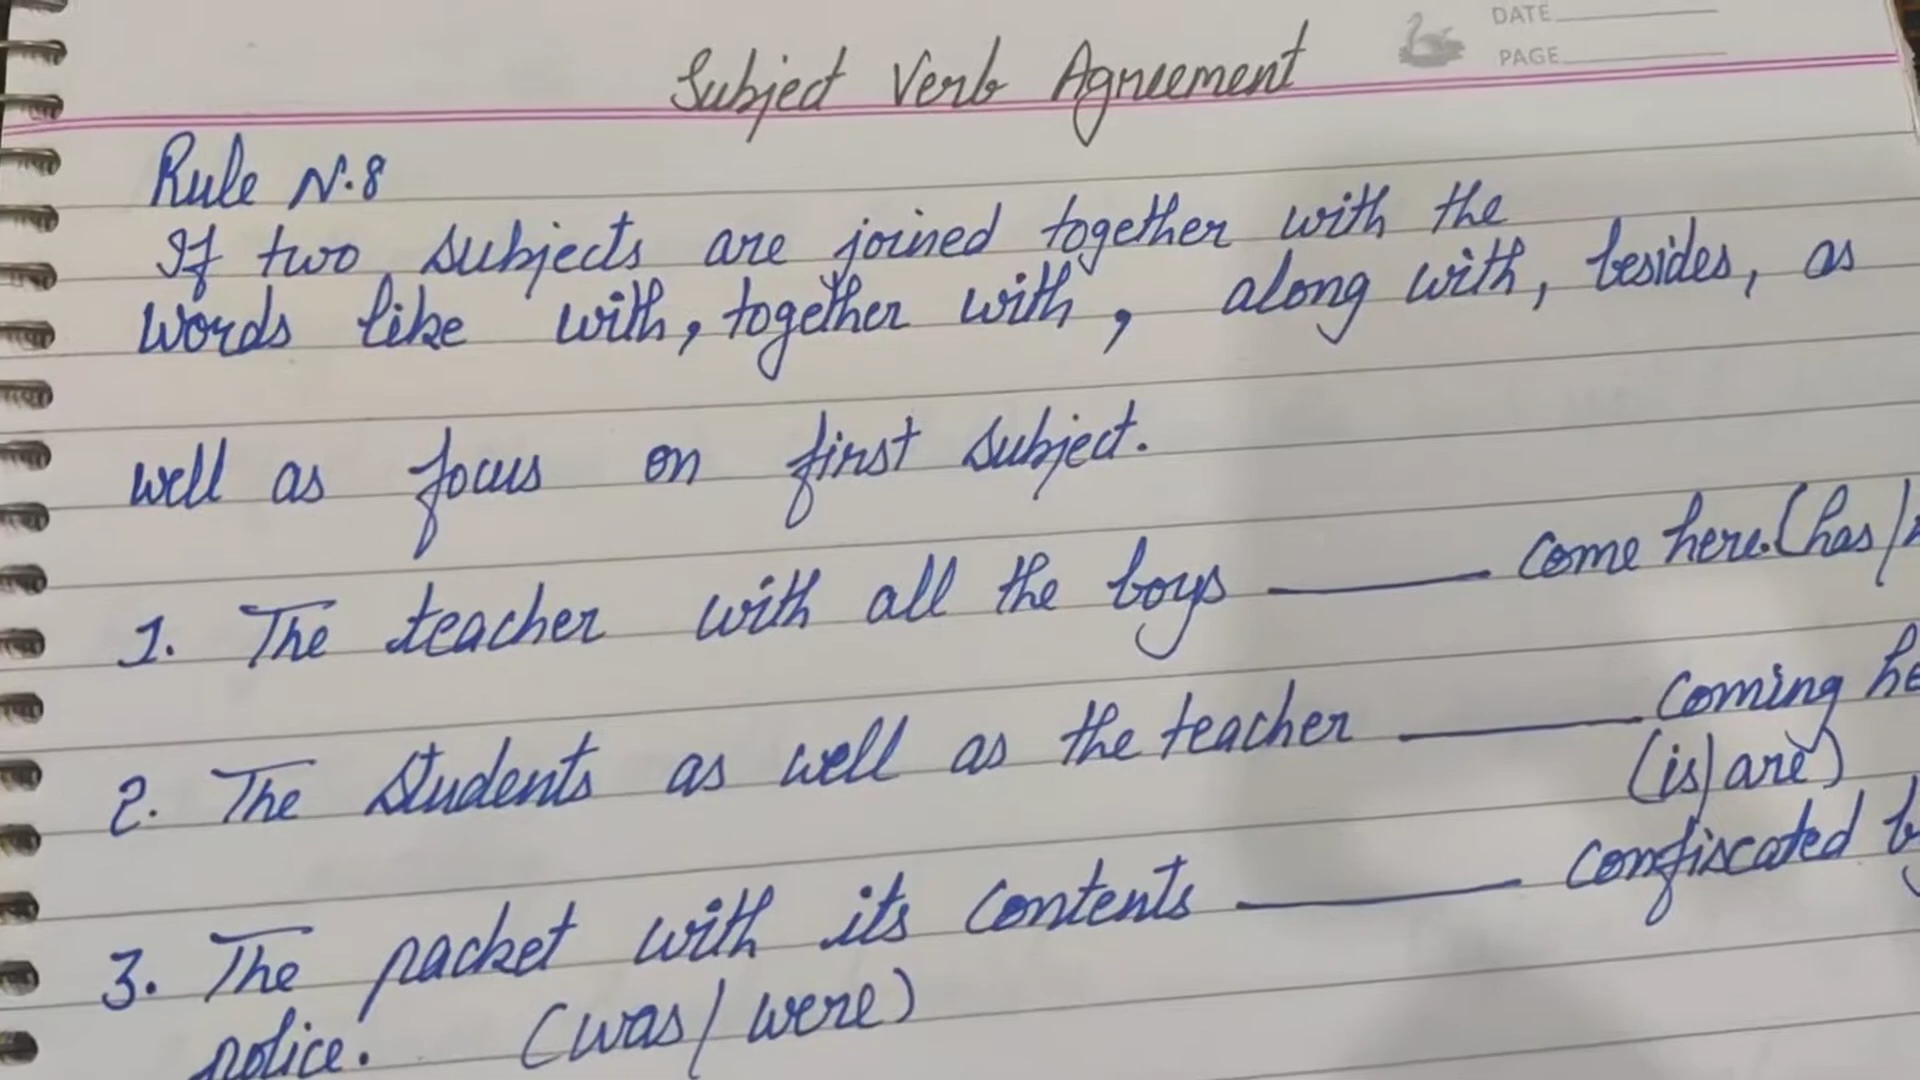 DATE
PAGE
Subject Verb Agreement
Rule N.8
If two subjects are joined together with the
words like with, together with, along with, besides, as
well as focus on first subject.
1. The teacher with all the boys ______ come here. (has/
2. The students as well as the teacher ______ coming he
(is/are)
3. The packet with its contents ______ confiscated b
police. (was/were)